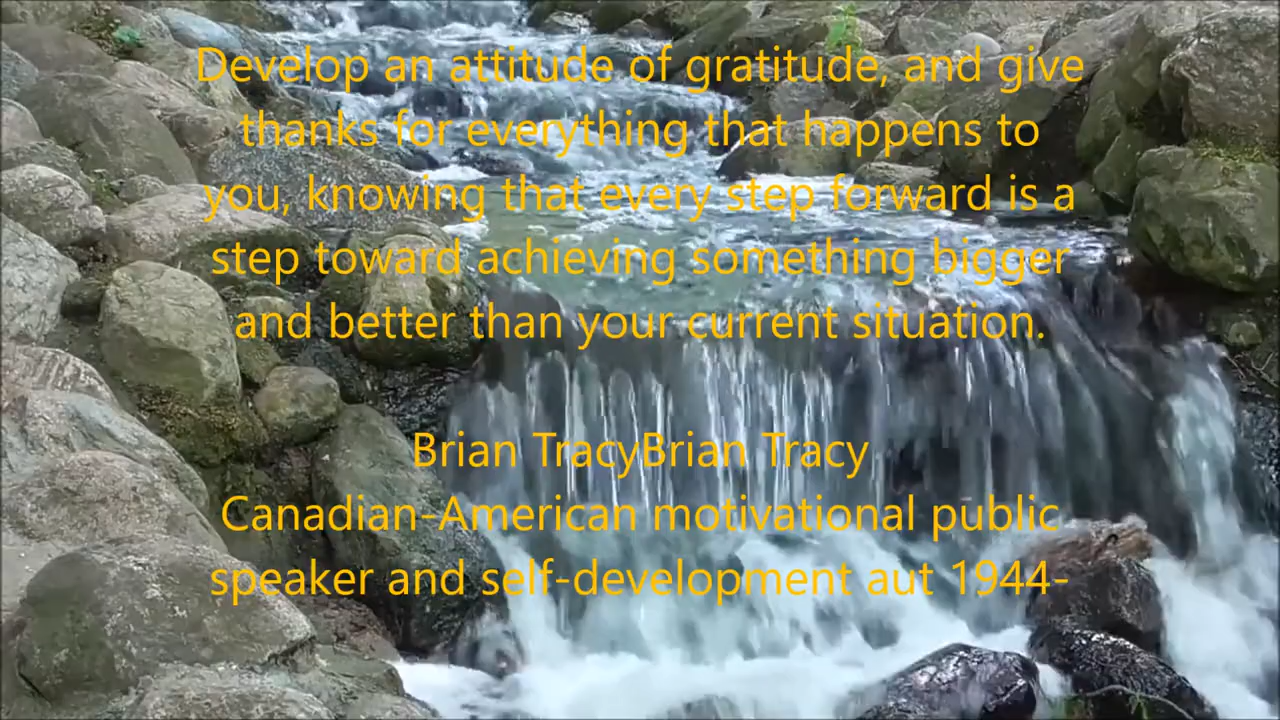 Develop an attitude of gratitude, and give
thanks for everything that happens to
you, knowing that every step forward is a
step toward achieving something bigger
and better than your current situation.
Brian TracyBrian Tracy
Canadian-American motivational public
speaker and self-development aut 1944-